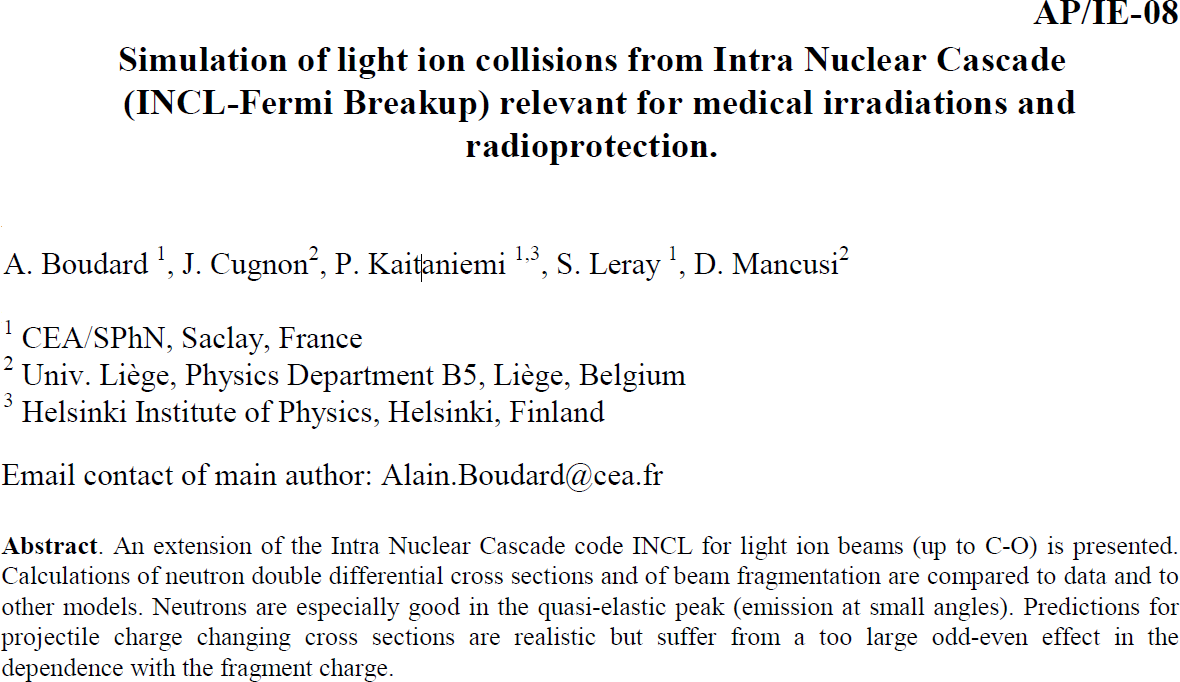 AP/IE-08
Simulation of light ion collisions from Intra Nuclear Cascade
(INCL-Fermi Breakup) relevant for medical irradiations and
radioprotection.
A. Boudard 1, J. Cugnon2, P. Kaitaniemi 1,3, S. Leray 1, D. Mancusi2
1 CEA/SPhN, Saclay, France
2 Univ. Liège, Physics Department B5, Liège, Belgium
3 Helsinki Institute of Physics, Helsinki, Finland
Email contact of main author: Alain.Boudard@cea.fr
Abstract. An extension of the Intra Nuclear Cascade code INCL for light ion beams (up to C-O) is presented.
Calculations of neutron double differential cross sections and of beam fragmentation are compared to data and to
other models. Neutrons are especially good in the quasi-elastic peak (emission at small angles). Predictions for
projectile charge changing cross sections are realistic but suffer from a too large odd-even effect in the
dependence with the fragment charge.